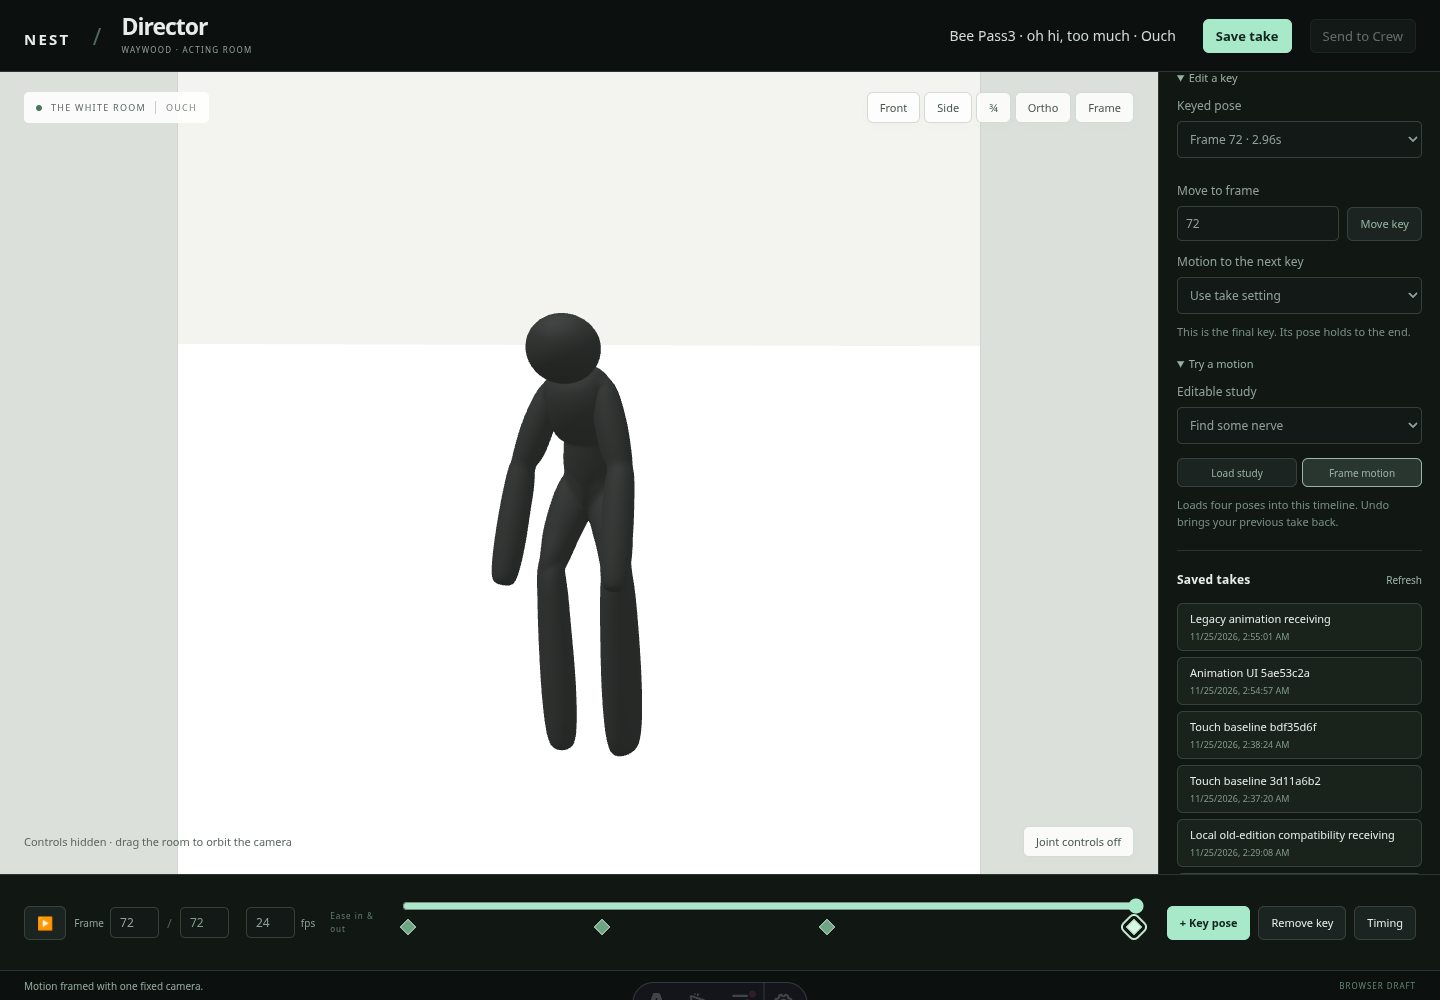 NEST / Director
WAYWOOD · ACTING ROOM
Bee Pass3 · oh hi, too much · Ouch
Save take
Send to Crew
THE WHITE ROOM | OUCH
Front
Side
¾
Ortho
Frame
Controls hidden · drag the room to orbit the camera
Joint controls off
Edit a key
Keyed pose
Frame 72 · 2.96s
Move to frame
72
Move key
Motion to the next key
Use take setting
This is the final key. Its pose holds to the end.
Try a motion
Editable study
Find some nerve
Load study
Frame motion
Loads four poses into this timeline. Undo
brings your previous take back.
Saved takes
Refresh
Legacy animation receiving
11/25/2026, 2:55:01 AM
Animation UI 5ae53c2a
11/25/2026, 2:54:57 AM
Touch baseline bdf35d6f
11/25/2026, 2:38:24 AM
Touch baseline 3d11a6b2
11/25/2026, 2:37:20 AM
Local old-edition compatibility receiving
11/25/2026, 2:29:08 AM
Frame 72 / 72 24 fps
Ease in &
out
+ Key pose
Remove key
Timing
Motion framed with one fixed camera.
BROWSER DRAFT